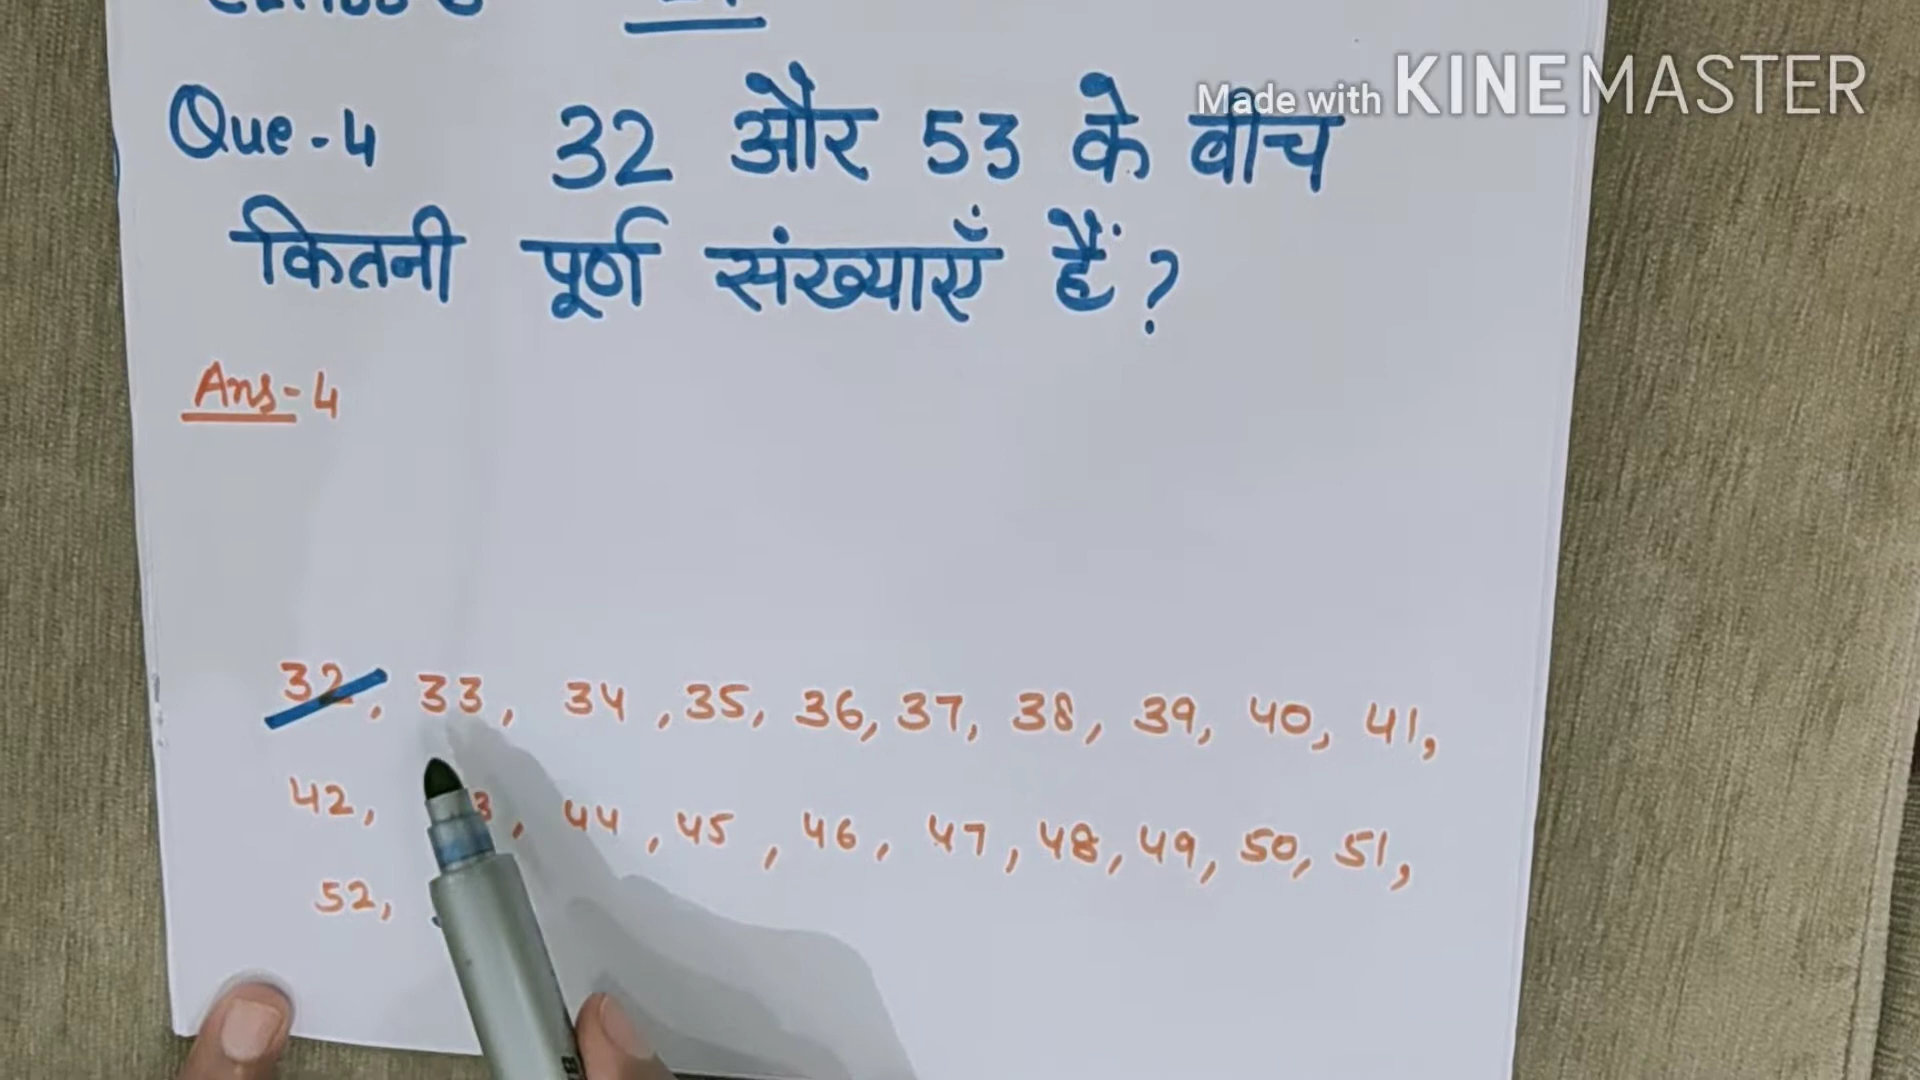 Made with KINEMASTER
Que-4 32 और 53 के बीच
कितनी पूर्ण संख्याएँ हैं?
Ans-4
32, 33, 34, 35, 36, 37, 38, 39, 40, 41,
42, 44, 45, 46, 47, 48, 49, 50, 51,
52,